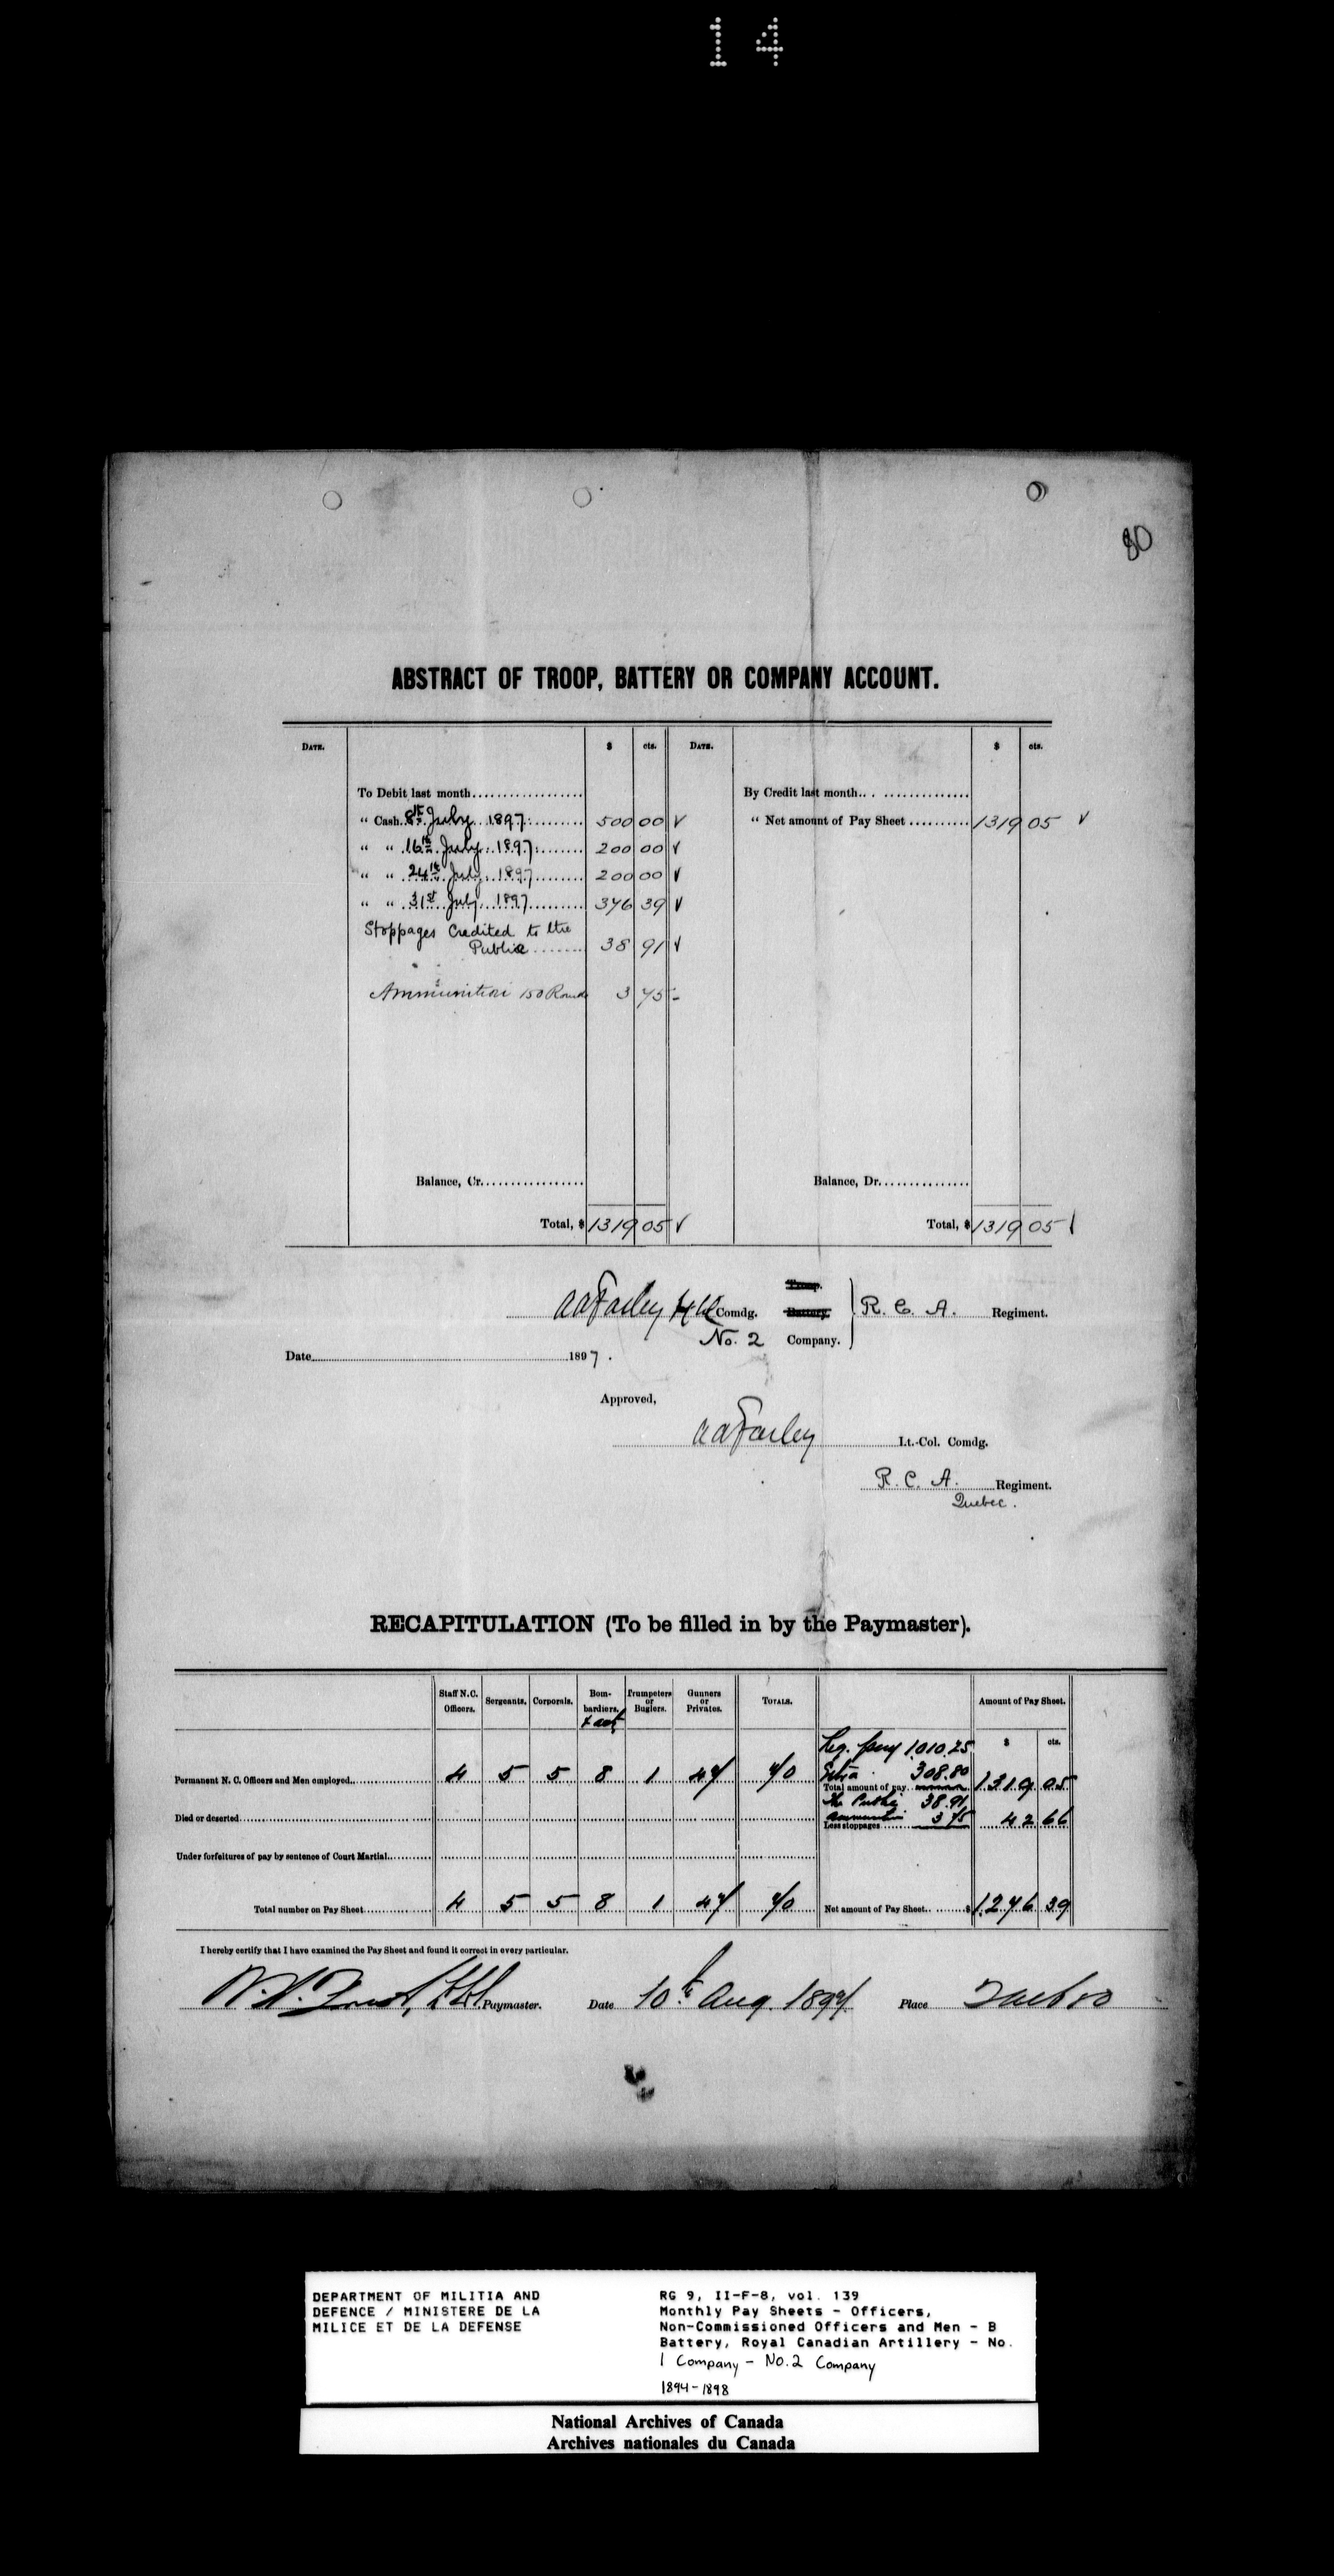 14
80
ABSTRACT OF TROOP, BATTERY OR COMPANY ACCOUNT.
DATE. $ cts. DATE. $ cts.
To Debit last month By Credit last month
" Cash 8th July 1897 500 00 ✓ " Net amount of Pay Sheet 1319 05 ✓
" " 16th July 1897 200 00 ✓
" " 24th July 1897 200 00 ✓
" " 31st July 1897 376 39 ✓
Stoppages Credited to the
Public 38 91 ✓
Ammunition 150 Rounds 3 75
Balance, Cr. Balance, Dr.
Total, $ 1319 05 ✓ Total, $ 1319 05 ✓
Troop.
Comdg. Battery. R. C. A. Regiment.
No. 2 Company.
Date 1897.
Approved,
Lt.-Col. Comdg.
R. C. A. Regiment.
Quebec.
RECAPITULATION (To be filled in by the Paymaster).
Staff N.C. Officers. Sergeants. Corporals. Bombardiers. Trumpeters or Buglers. Gunners or Privates. TOTALS. Amount of Pay Sheet.
Reg. pay 1010.25 $ cts.
Permanent N. C. Officers and Men employed 4 5 5 8 1 47 70 Extra 308.80
Total amount of pay 1319 05
The Public 38.91
Died or deserted Ammunition 3 75
Less stoppages 42 66
Under forfeitures of pay by sentence of Court Martial
Total number on Pay Sheet 4 5 5 8 1 47 70 Net amount of Pay Sheet $ 1276 39
I hereby certify that I have examined the Pay Sheet and found it correct in every particular.
Paymaster. Date 10th Aug. 1897 Place Quebec
DEPARTMENT OF MILITIA AND
DEFENCE / MINISTERE DE LA
MILICE ET DE LA DEFENSE
RG 9, II-F-8, vol. 139
Monthly Pay Sheets - Officers,
Non-Commissioned Officers and Men - B
Battery, Royal Canadian Artillery - No.
1 Company - No. 2 Company
1894-1898
National Archives of Canada
Archives nationales du Canada